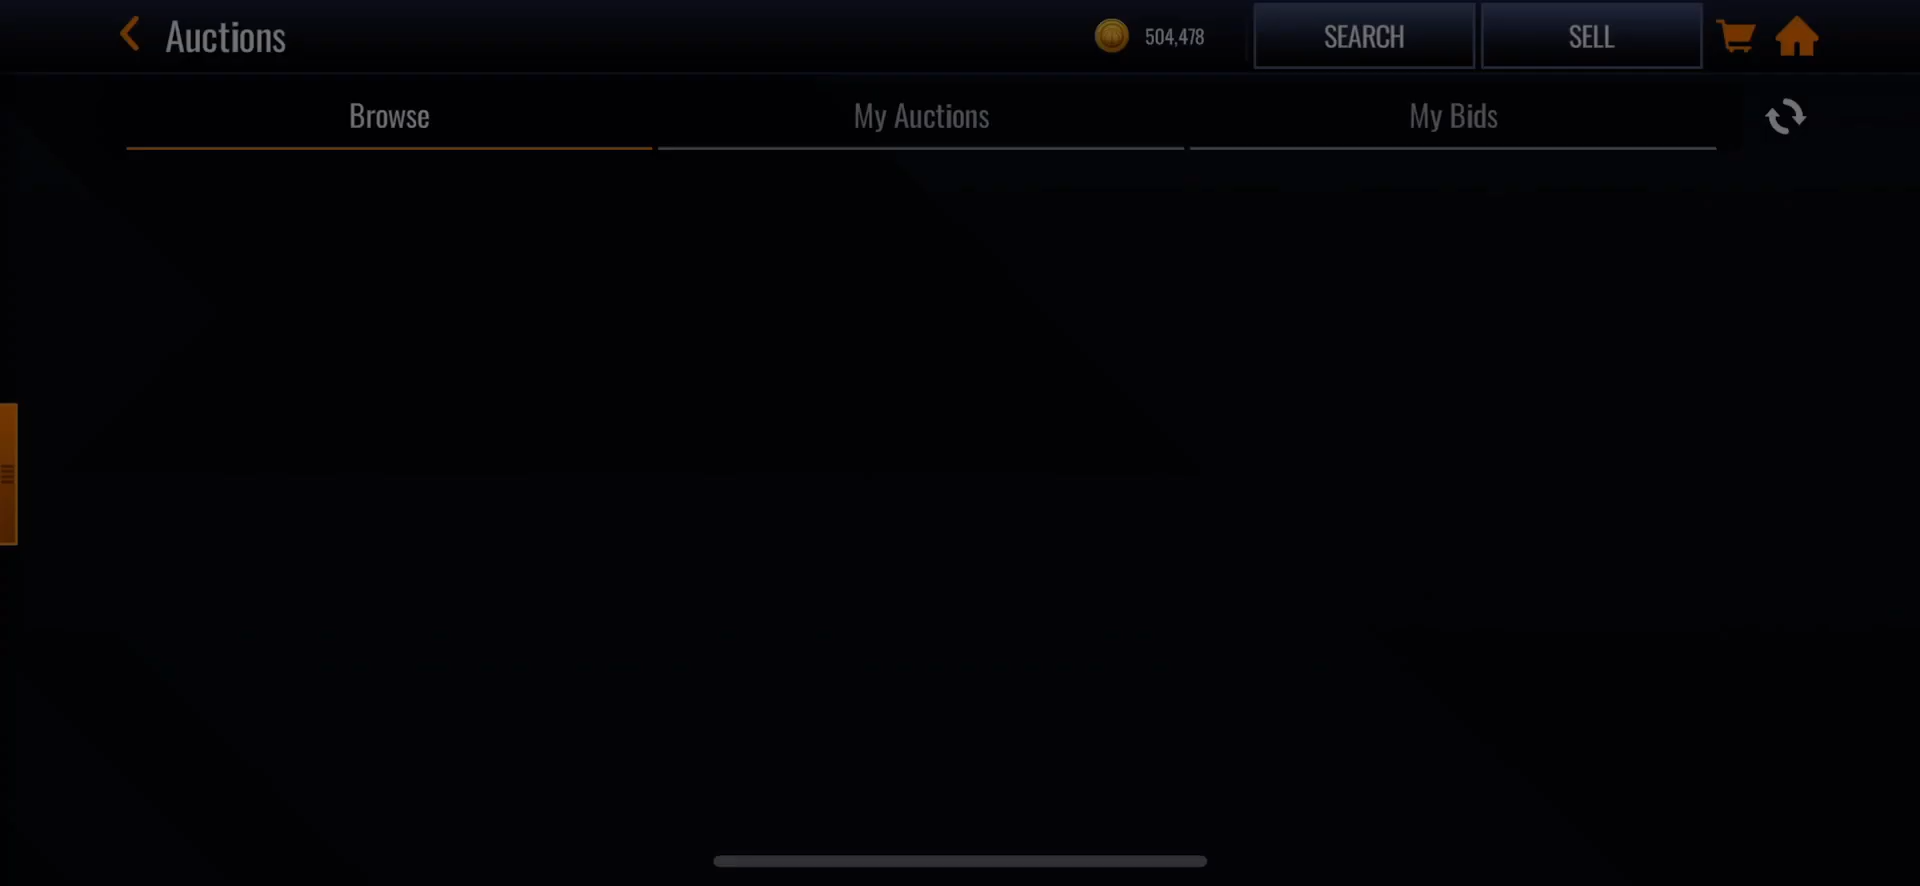 Auctions
504,478
SEARCH
SELL
Browse
My Auctions
My Bids